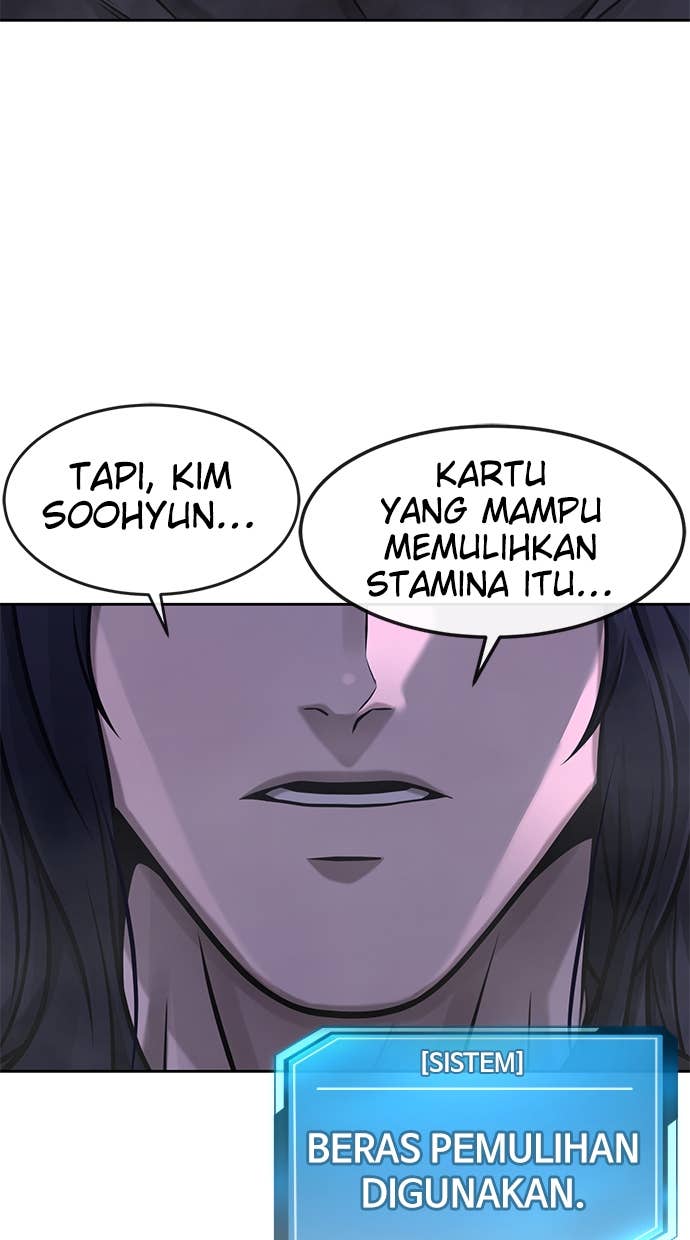 TAPI, KIM
SOOHYUN...
KARTU
YANG MAMPU
MEMULIHKAN
STAMINA ITU...
[SISTEM]
BERAS PEMULIHAN
DIGUNAKAN.